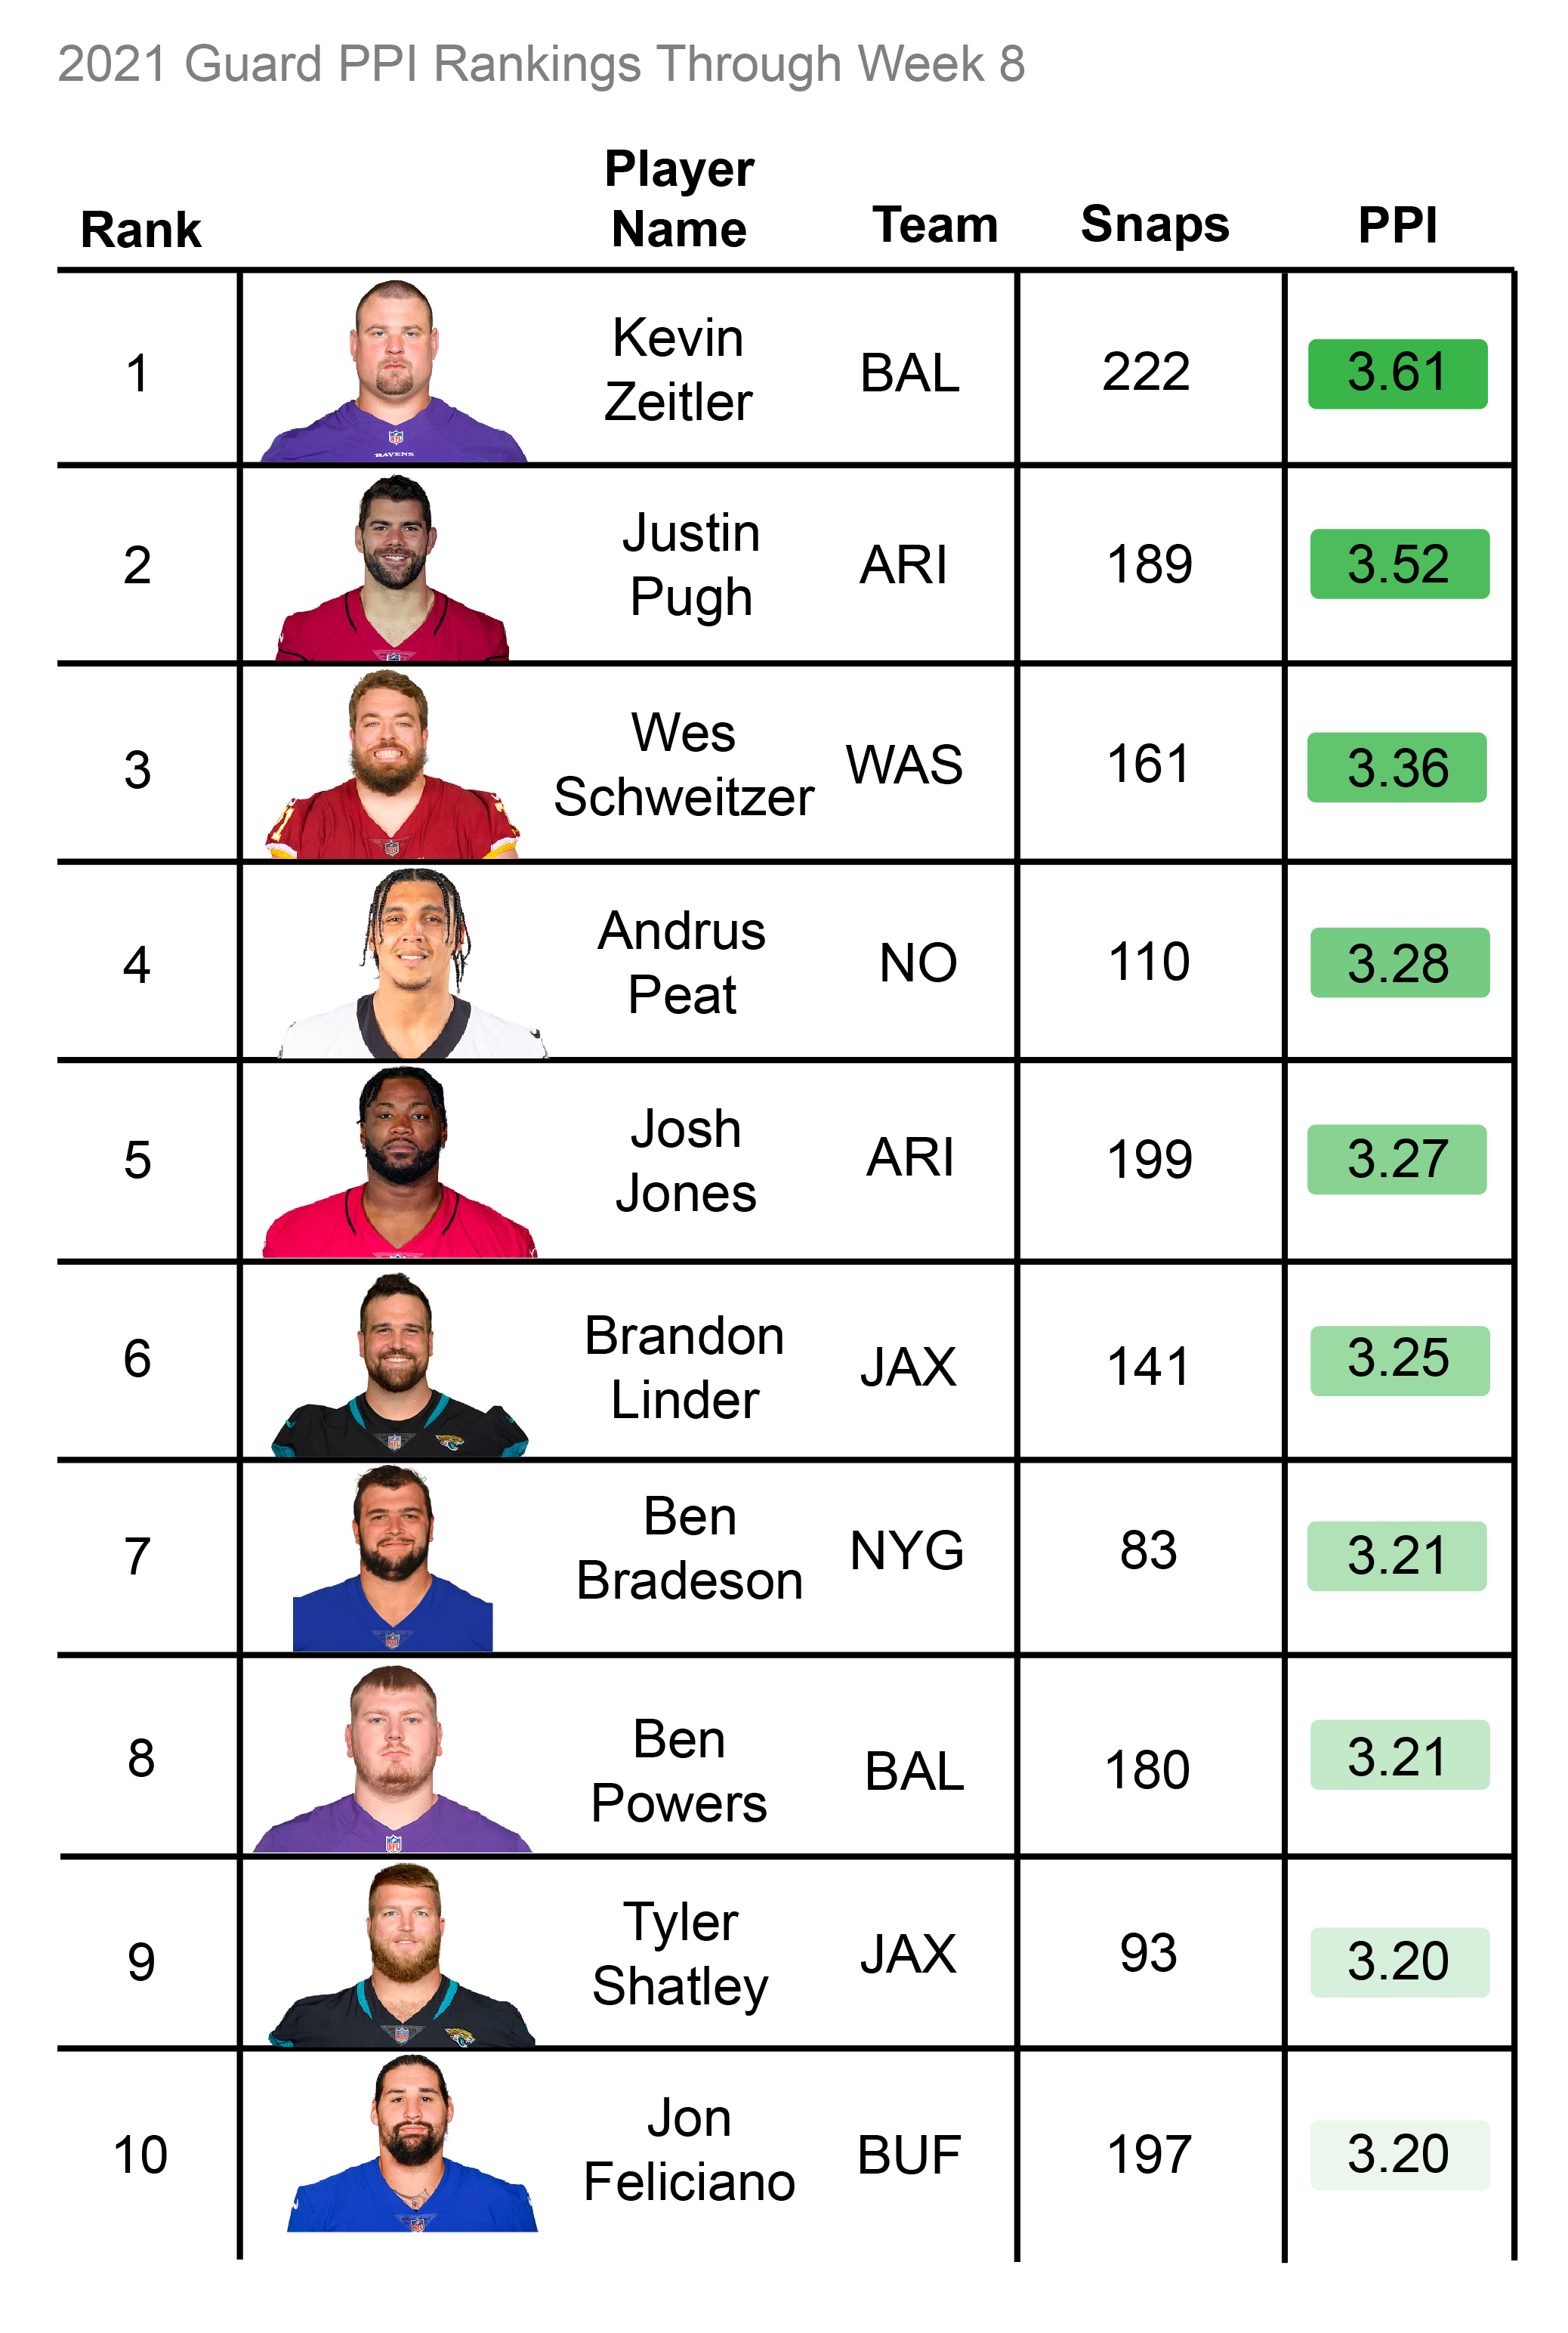 2021 Guard PPI Rankings Through Week 8
Rank Player Name Team Snaps PPI
1 Kevin Zeitler BAL 222 3.61
RAVENS
2 Justin Pugh ARI 189 3.52
3 Wes Schweitzer WAS 161 3.36
4 Andrus Peat NO 110 3.28
5 Josh Jones ARI 199 3.27
6 Brandon Linder JAX 141 3.25
7 Ben Bradeson NYG 83 3.21
8 Ben Powers BAL 180 3.21
9 Tyler Shatley JAX 93 3.20
10 Jon Feliciano BUF 197 3.20